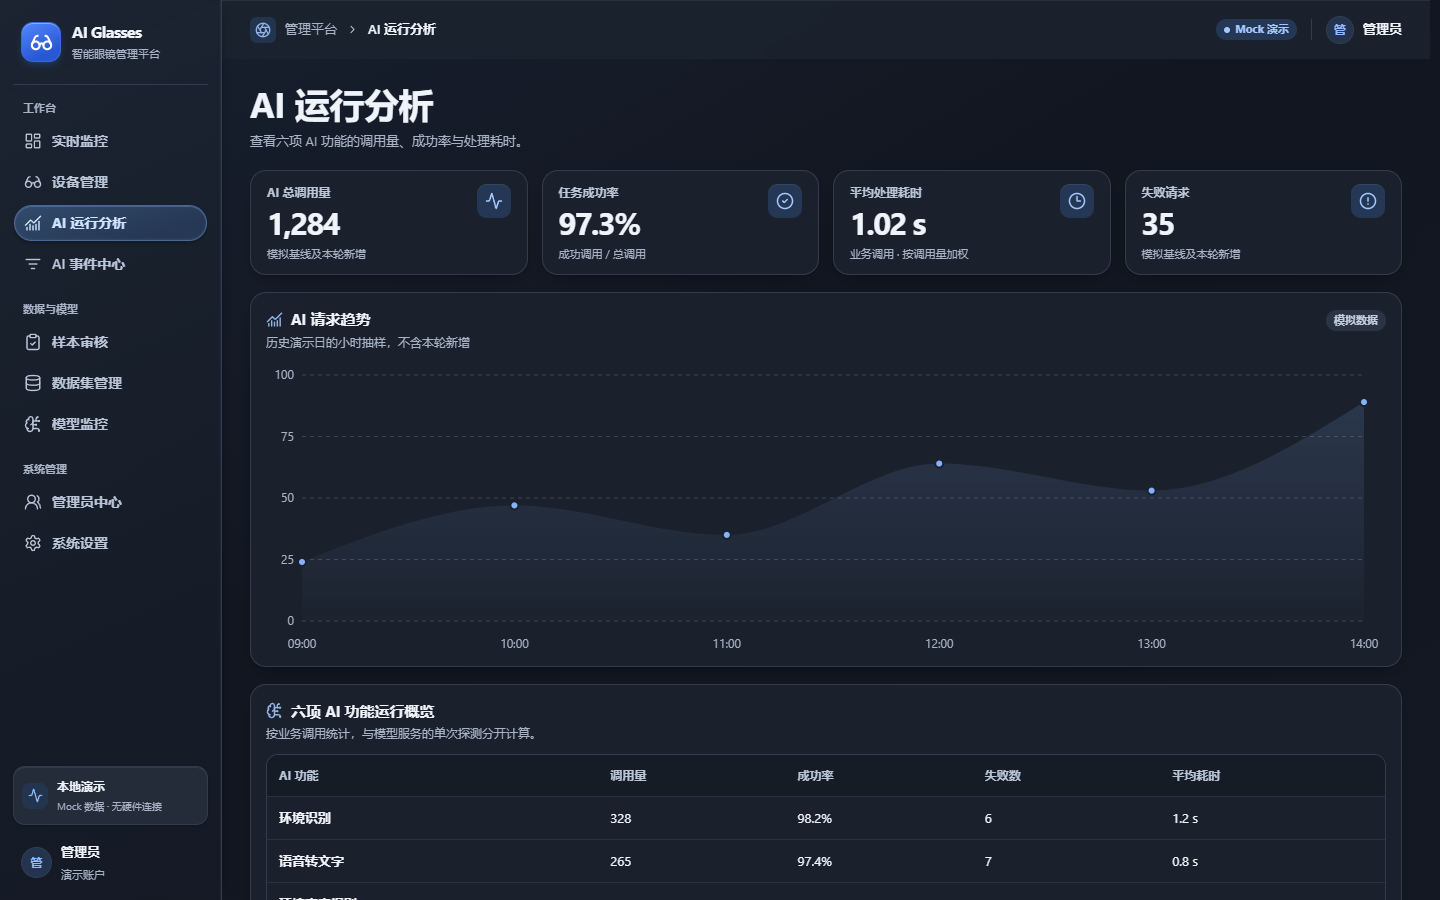 AI Glasses
智能眼镜管理平台
工作台
实时监控
设备管理
AI 运行分析
AI 事件中心
数据与模型
样本审核
数据集管理
模型监控
系统管理
管理员中心
系统设置
本地演示
Mock 数据 · 无硬件连接
管 管理员
演示账户
管理平台 > AI 运行分析
Mock 演示
管 管理员
AI 运行分析
查看六项 AI 功能的调用量、成功率与处理耗时。
AI 总调用量
1,284
模拟基线及本轮新增
任务成功率
97.3%
成功调用 / 总调用
平均处理耗时
1.02 s
业务调用 · 按调用量加权
失败请求
35
模拟基线及本轮新增
AI 请求趋势
模拟数据
历史演示日的小时抽样，不含本轮新增
100
75
50
25
0
09:00 10:00 11:00 12:00 13:00 14:00
六项 AI 功能运行概览
按业务调用统计，与模型服务的单次探测分开计算。
AI 功能 调用量 成功率 失败数 平均耗时
环境识别 328 98.2% 6 1.2 s
语音转文字 265 97.4% 7 0.8 s